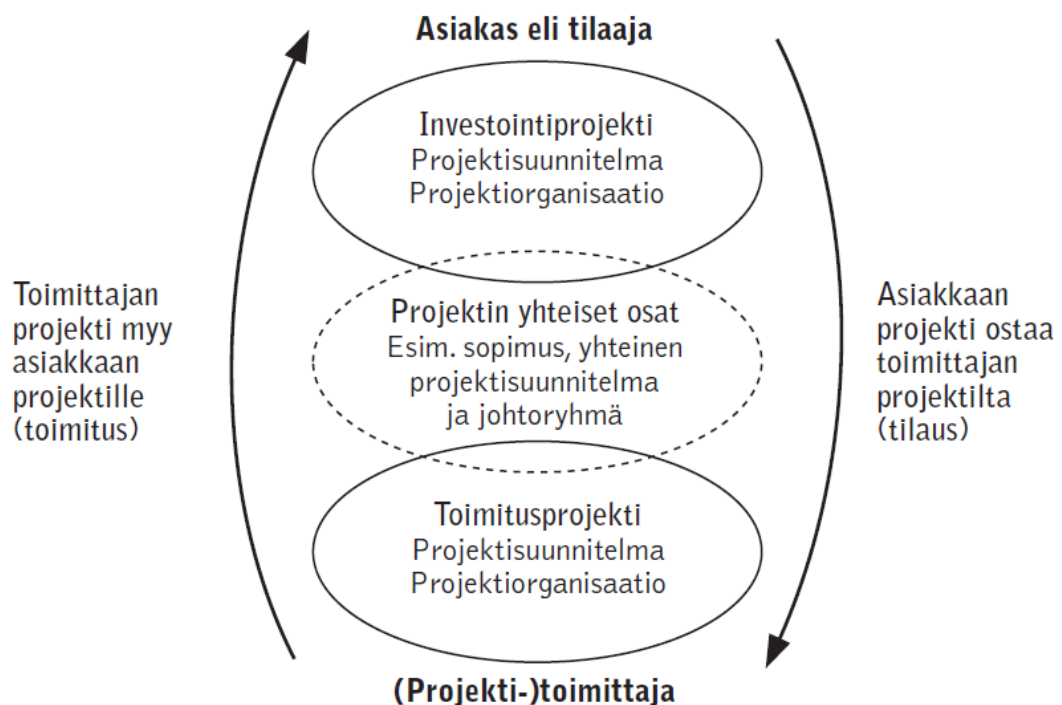 Asiakas eli tilaaja
Investointiprojekti
Projektisuunnitelma
Projektiorganisaatio
Toimittajan
projekti myy
asiakkaan
projektille
(toimitus)
Projektin yhteiset osat
Esim. sopimus, yhteinen
projektisuunnitelma
ja johtoryhmä
Asiakkaan
projekti ostaa
toimittajan
projektilta
(tilaus)
Toimitusprojekti
Projektisuunnitelma
Projektiorganisaatio
(Projekti-)toimittaja